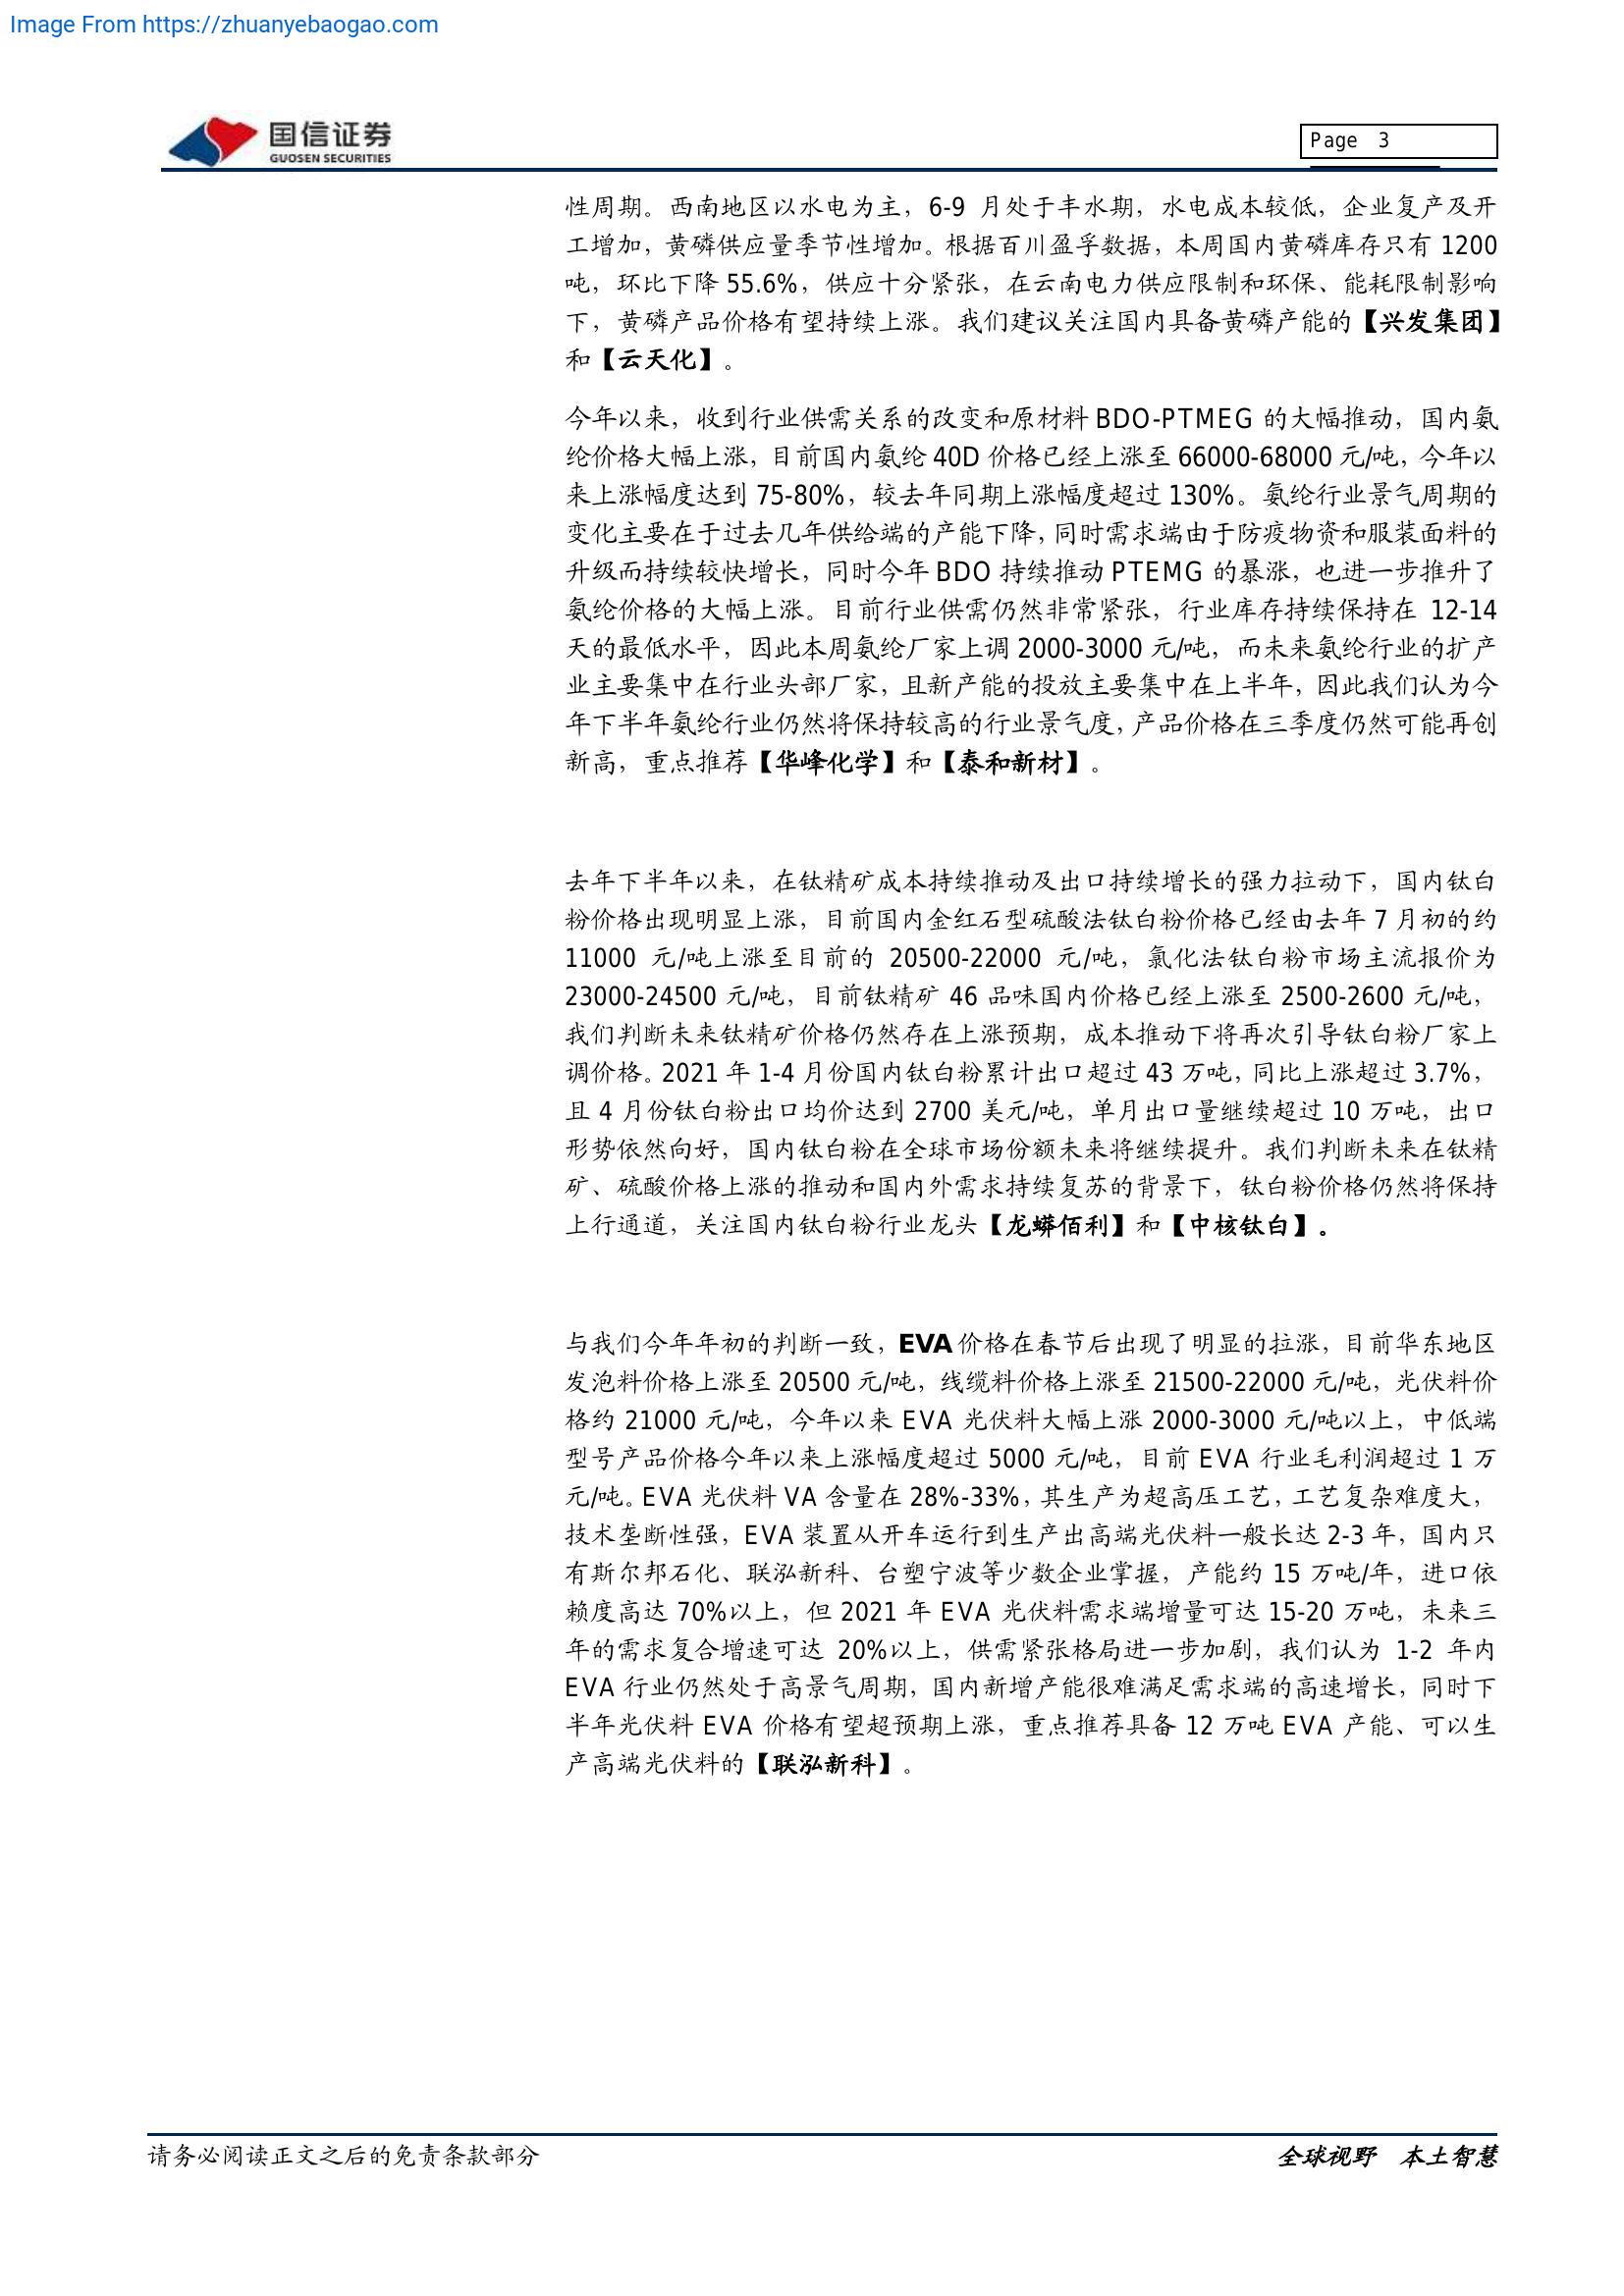 Image From https://zhuanyebaogao.com
国信证券
GUOSEN SECURITIES
Page 3
性周期。西南地区以水电为主，6-9 月处于丰水期，水电成本较低，企业复产及开
工增加，黄磷供应量季节性增加。根据百川盈孚数据，本周国内黄磷库存只有 1200
吨，环比下降 55.6%，供应十分紧张，在云南电力供应限制和环保、能耗限制影响
下，黄磷产品价格有望持续上涨。我们建议关注国内具备黄磷产能的【兴发集团】
和【云天化】。
今年以来，收到行业供需关系的改变和原材料 BDO-PTMEG 的大幅推动，国内氨
纶价格大幅上涨，目前国内氨纶 40D 价格已经上涨至 66000-68000 元/吨，今年以
来上涨幅度达到 75-80%，较去年同期上涨幅度超过 130%。氨纶行业景气周期的
变化主要在于过去几年供给端的产能下降，同时需求端由于防疫物资和服装面料的
升级而持续较快增长，同时今年 BDO 持续推动 PTEMG 的暴涨，也进一步推升了
氨纶价格的大幅上涨。目前行业供需仍然非常紧张，行业库存持续保持在 12-14
天的最低水平，因此本周氨纶厂家上调 2000-3000 元/吨，而未来氨纶行业的扩产
业主要集中在行业头部厂家，且新产能的投放主要集中在上半年，因此我们认为今
年下半年氨纶行业仍然将保持较高的行业景气度，产品价格在三季度仍然可能再创
新高，重点推荐【华峰化学】和【泰和新材】。
去年下半年以来，在钛精矿成本持续推动及出口持续增长的强力拉动下，国内钛白
粉价格出现明显上涨，目前国内金红石型硫酸法钛白粉价格已经由去年 7 月初的约
11000 元/吨上涨至目前的 20500-22000 元/吨，氯化法钛白粉市场主流报价为
23000-24500 元/吨，目前钛精矿 46 品味国内价格已经上涨至 2500-2600 元/吨，
我们判断未来钛精矿价格仍然存在上涨预期，成本推动下将再次引导钛白粉厂家上
调价格。2021 年 1-4 月份国内钛白粉累计出口超过 43 万吨，同比上涨超过 3.7%，
且 4 月份钛白粉出口均价达到 2700 美元/吨，单月出口量继续超过 10 万吨，出口
形势依然向好，国内钛白粉在全球市场份额未来将继续提升。我们判断未来在钛精
矿、硫酸价格上涨的推动和国内外需求持续复苏的背景下，钛白粉价格仍然将保持
上行通道，关注国内钛白粉行业龙头【龙蟒佰利】和【中核钛白】。
与我们今年年初的判断一致，EVA 价格在春节后出现了明显的拉涨，目前华东地区
发泡料价格上涨至 20500 元/吨，线缆料价格上涨至 21500-22000 元/吨，光伏料价
格约 21000 元/吨，今年以来 EVA 光伏料大幅上涨 2000-3000 元/吨以上，中低端
型号产品价格今年以来上涨幅度超过 5000 元/吨，目前 EVA 行业毛利润超过 1 万
元/吨。EVA 光伏料 VA 含量在 28%-33%，其生产为超高压工艺，工艺复杂难度大，
技术垄断性强，EVA 装置从开车运行到生产出高端光伏料一般长达 2-3 年，国内只
有斯尔邦石化、联泓新科、台塑宁波等少数企业掌握，产能约 15 万吨/年，进口依
赖度高达 70%以上，但 2021 年 EVA 光伏料需求端增量可达 15-20 万吨，未来三
年的需求复合增速可达 20%以上，供需紧张格局进一步加剧，我们认为 1-2 年内
EVA 行业仍然处于高景气周期，国内新增产能很难满足需求端的高速增长，同时下
半年光伏料 EVA 价格有望超预期上涨，重点推荐具备 12 万吨 EVA 产能、可以生
产高端光伏料的【联泓新科】。
请务必阅读正文之后的免责条款部分
全球视野 本土智慧